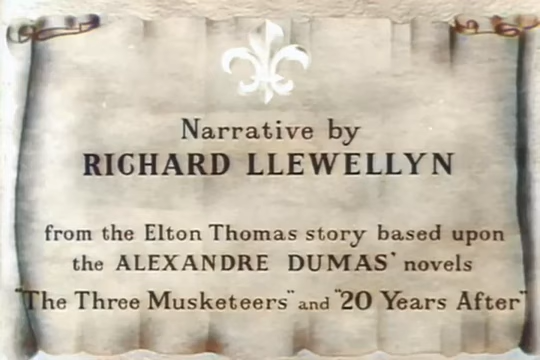 Narrative by
RICHARD LLEWELLYN
from the Elton Thomas story based upon
the ALEXANDRE DUMAS' novels
"The Three Musketeers" and "20 Years After"